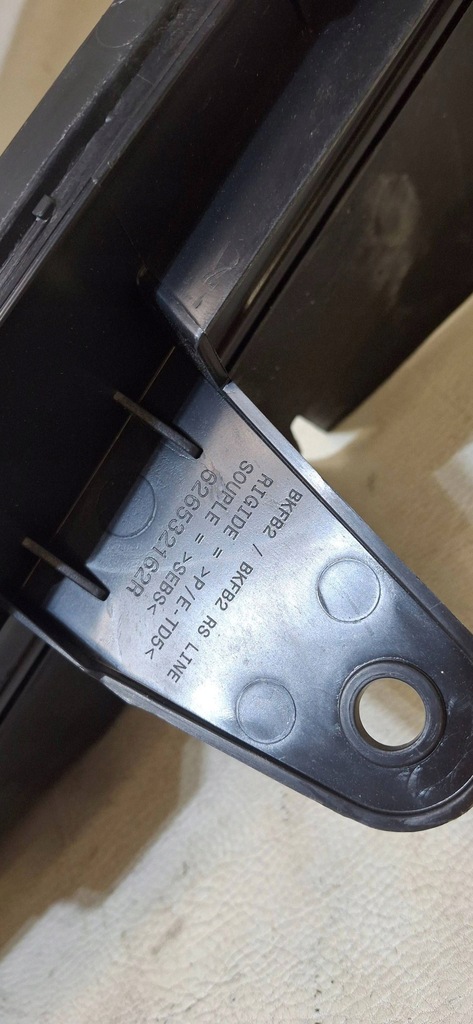 BKFB2 / BKFB2 RS LINE
RIGIDE = >P/E-TD5<
SOUPLE = >SEBS<
626532162R